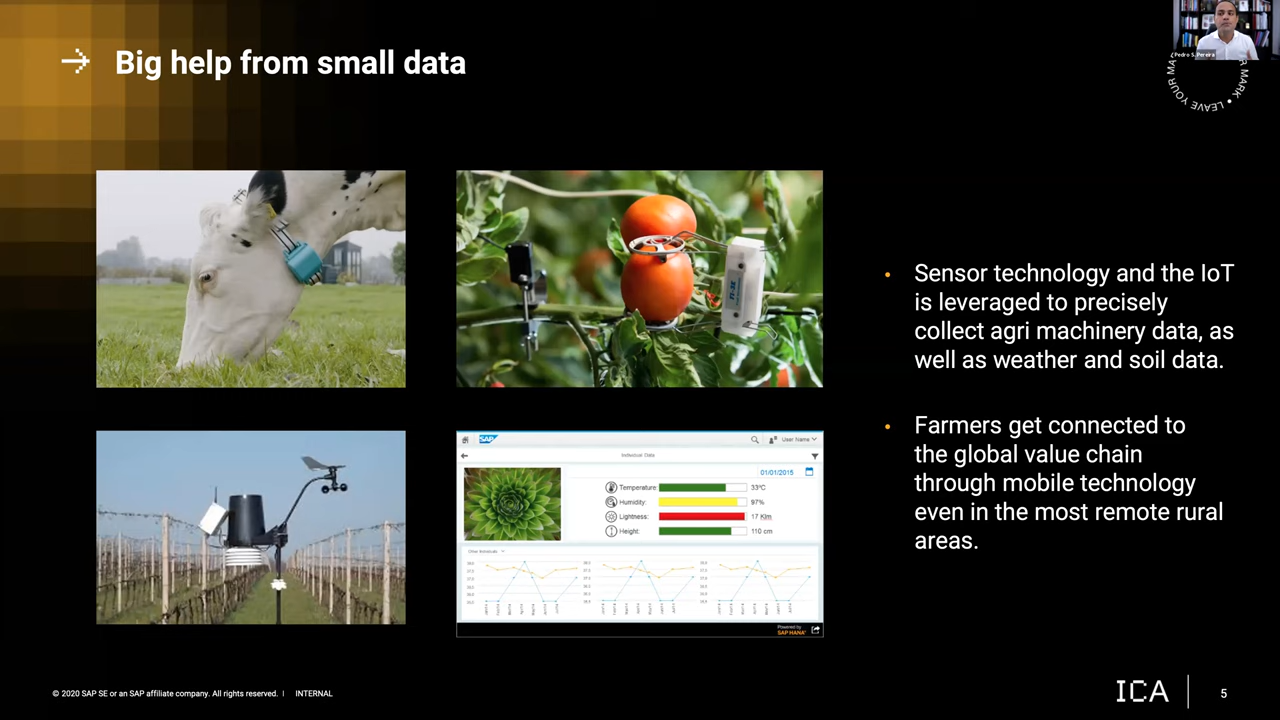 Big help from small data
Pedro S. Pereira
MARK. • LEAVE YOUR MA
n-ix
SAP
User Name
Individual Data
01/01/2015
Temperature: 33ºC
Humidity: 97%
Lightness: 17 Klm
Height: 110 cm
Powered by
SAP HANA
Sensor technology and the IoT
is leveraged to precisely
collect agri machinery data, as
well as weather and soil data.
Farmers get connected to
the global value chain
through mobile technology
even in the most remote rural
areas.
© 2020 SAP SE or an SAP affiliate company. All rights reserved. | INTERNAL
ICA
5